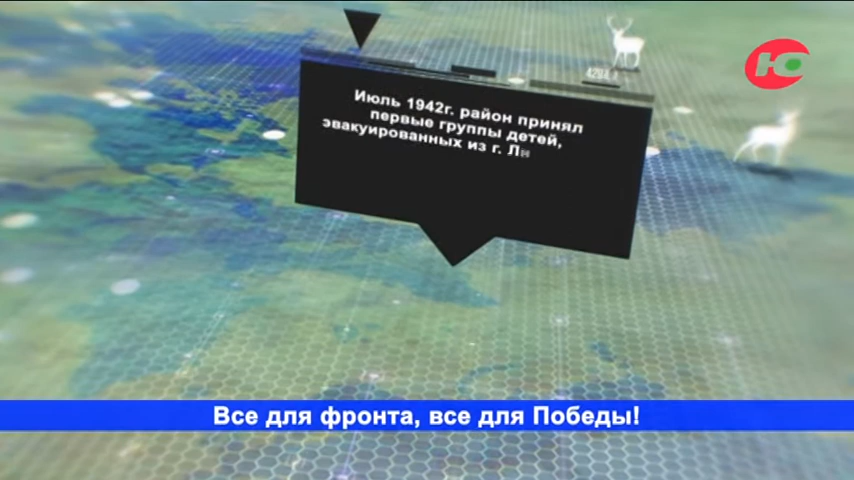 Ю
Июль 1942г. район принял
первые группы детей,
эвакуированных из г.
Все для фронта, все для Победы!